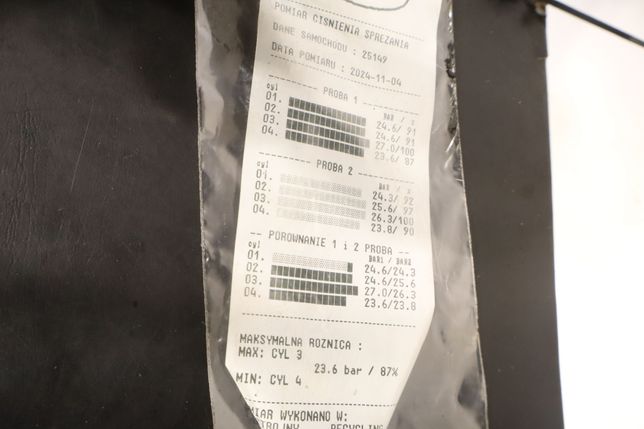 POMIAR CISNIENIA SPREZANIA
DANE SAMOCHODU : 25149
DATA POMIARU : 2024-11-04
-- PROBA 1 --
cyl BAR / %
01. 24.6/ 91
02. 24.6/ 91
03. 27.0/100
04. 23.6/ 87
-- PROBA 2 --
cyl BAR / %
01. 24.3/ 92
02. 25.6/ 97
03. 26.3/100
04. 23.8/ 90
-- POROWNANIE 1 i 2 PROBA --
cyl BAR1 / BAR2
01. 24.6/24.3
02. 24.6/25.6
03. 27.0/26.3
04. 23.6/23.8
MAKSYMALNA ROZNICA :
MAX: CYL 3
23.6 bar / 87%
MIN: CYL 4
WYKONANO W:
RECYCLING